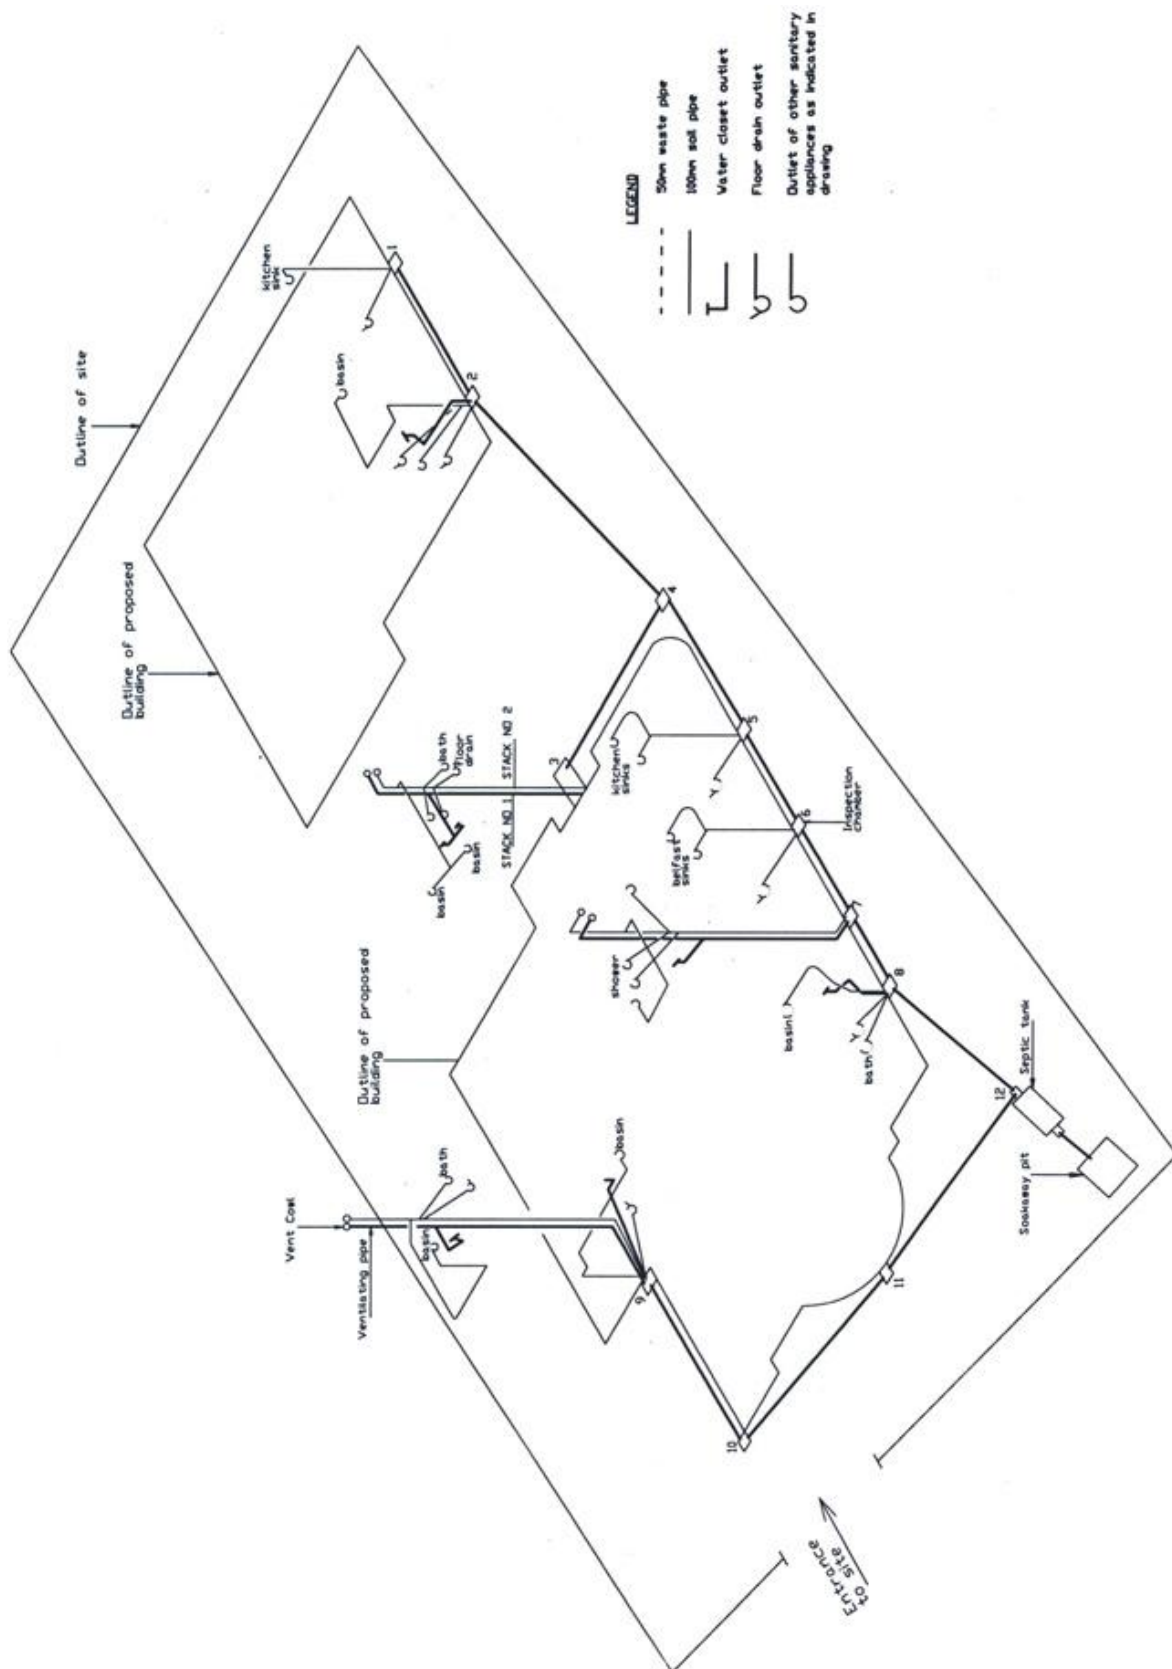 Outline of site
Outline of proposed
building
kitchen
sink
1
basin
2
4
bath
floor
drain
3
basin
basin
STACK NO 1
STACK NO 2
kitchen
sinks
5
belfast
sinks
6
Inspection
chamber
shower
7
basin
bath
8
Outline of proposed
building
Vent Cowl
Ventilating pipe
bath
basin
basin
9
10
11
12
Septic tank
Soakaway pit
Entrance
to site
LEGEND
50mm waste pipe
100mm soil pipe
Water closet outlet
Floor drain outlet
Outlet of other sanitary
appliances as indicated in
drawing